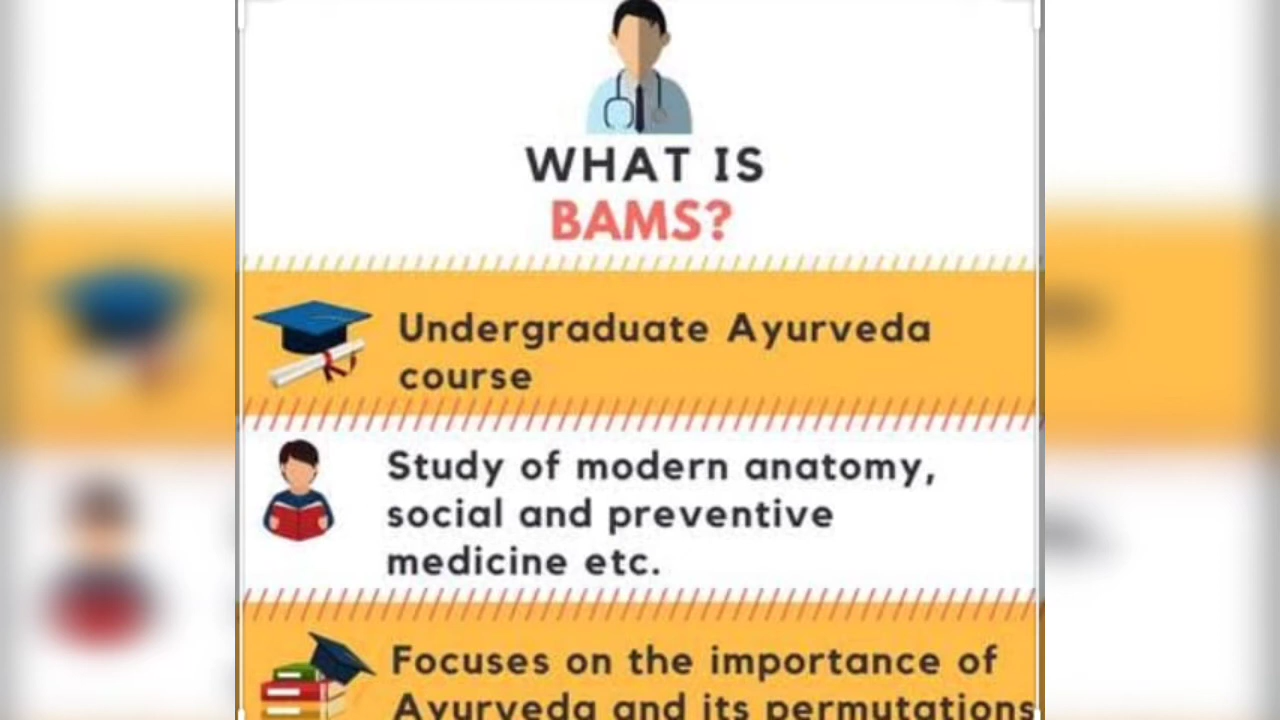 WHAT IS
BAMS?
Undergraduate Ayurveda
course
Study of modern anatomy,
social and preventive
medicine etc.
Focuses on the importance of
Ayurveda and its permutations